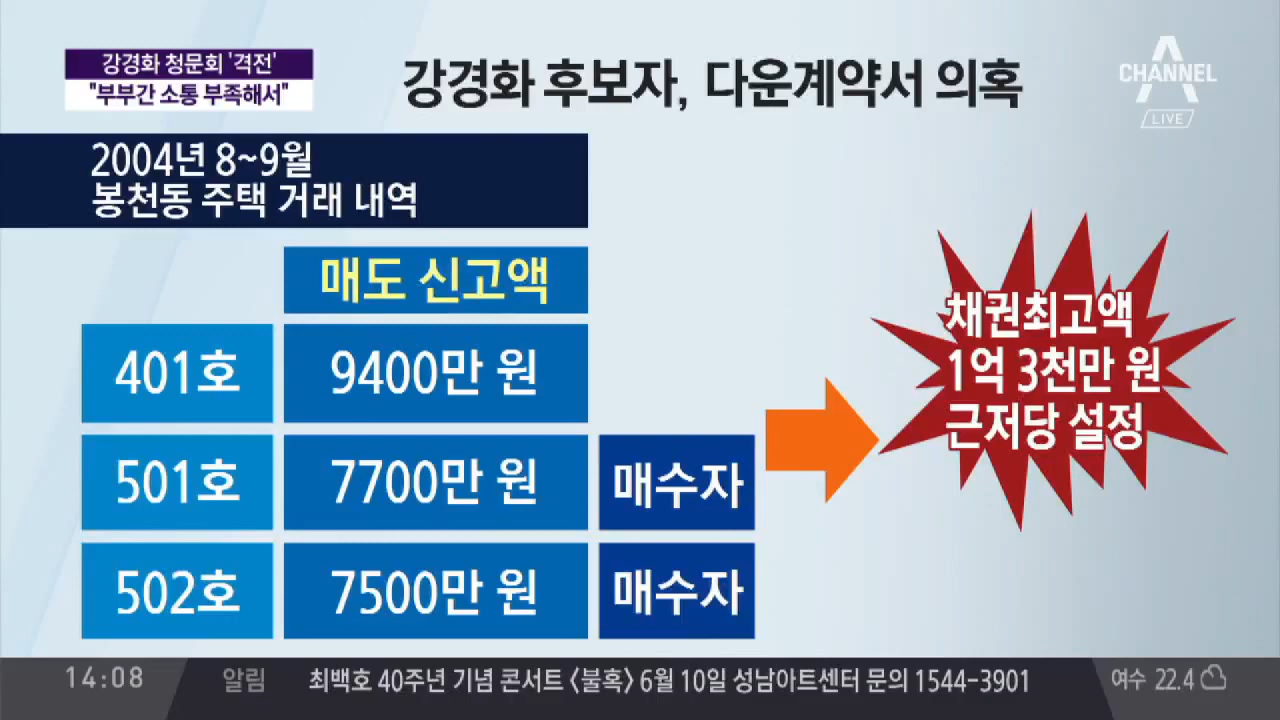 강경화 청문회 '격전'
"부부간 소통 부족해서"
강경화 후보자, 다운계약서 의혹
CHANNEL A
LIVE
2004년 8~9월
봉천동 주택 거래 내역
매도 신고액
401호 9400만 원
501호 7700만 원 매수자
502호 7500만 원 매수자
채권최고액
1억 3천만 원
근저당 설정
14:08 알림 최백호 40주년 기념 콘서트 <불혹> 6월 10일 성남아트센터 문의 1544-3901 여수 22.4